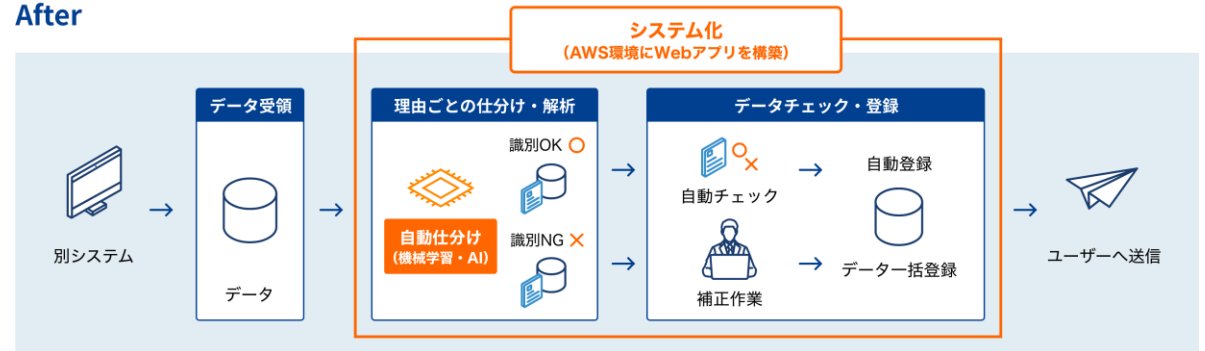 After
システム化
(AWS環境にWebアプリを構築)
データ受領
理由ごとの仕分け・解析
データチェック・登録
別システム
データ
識別OK
自動仕分け
(機械学習・AI)
識別NG
自動チェック
補正作業
自動登録
データ一括登録
ユーザーへ送信